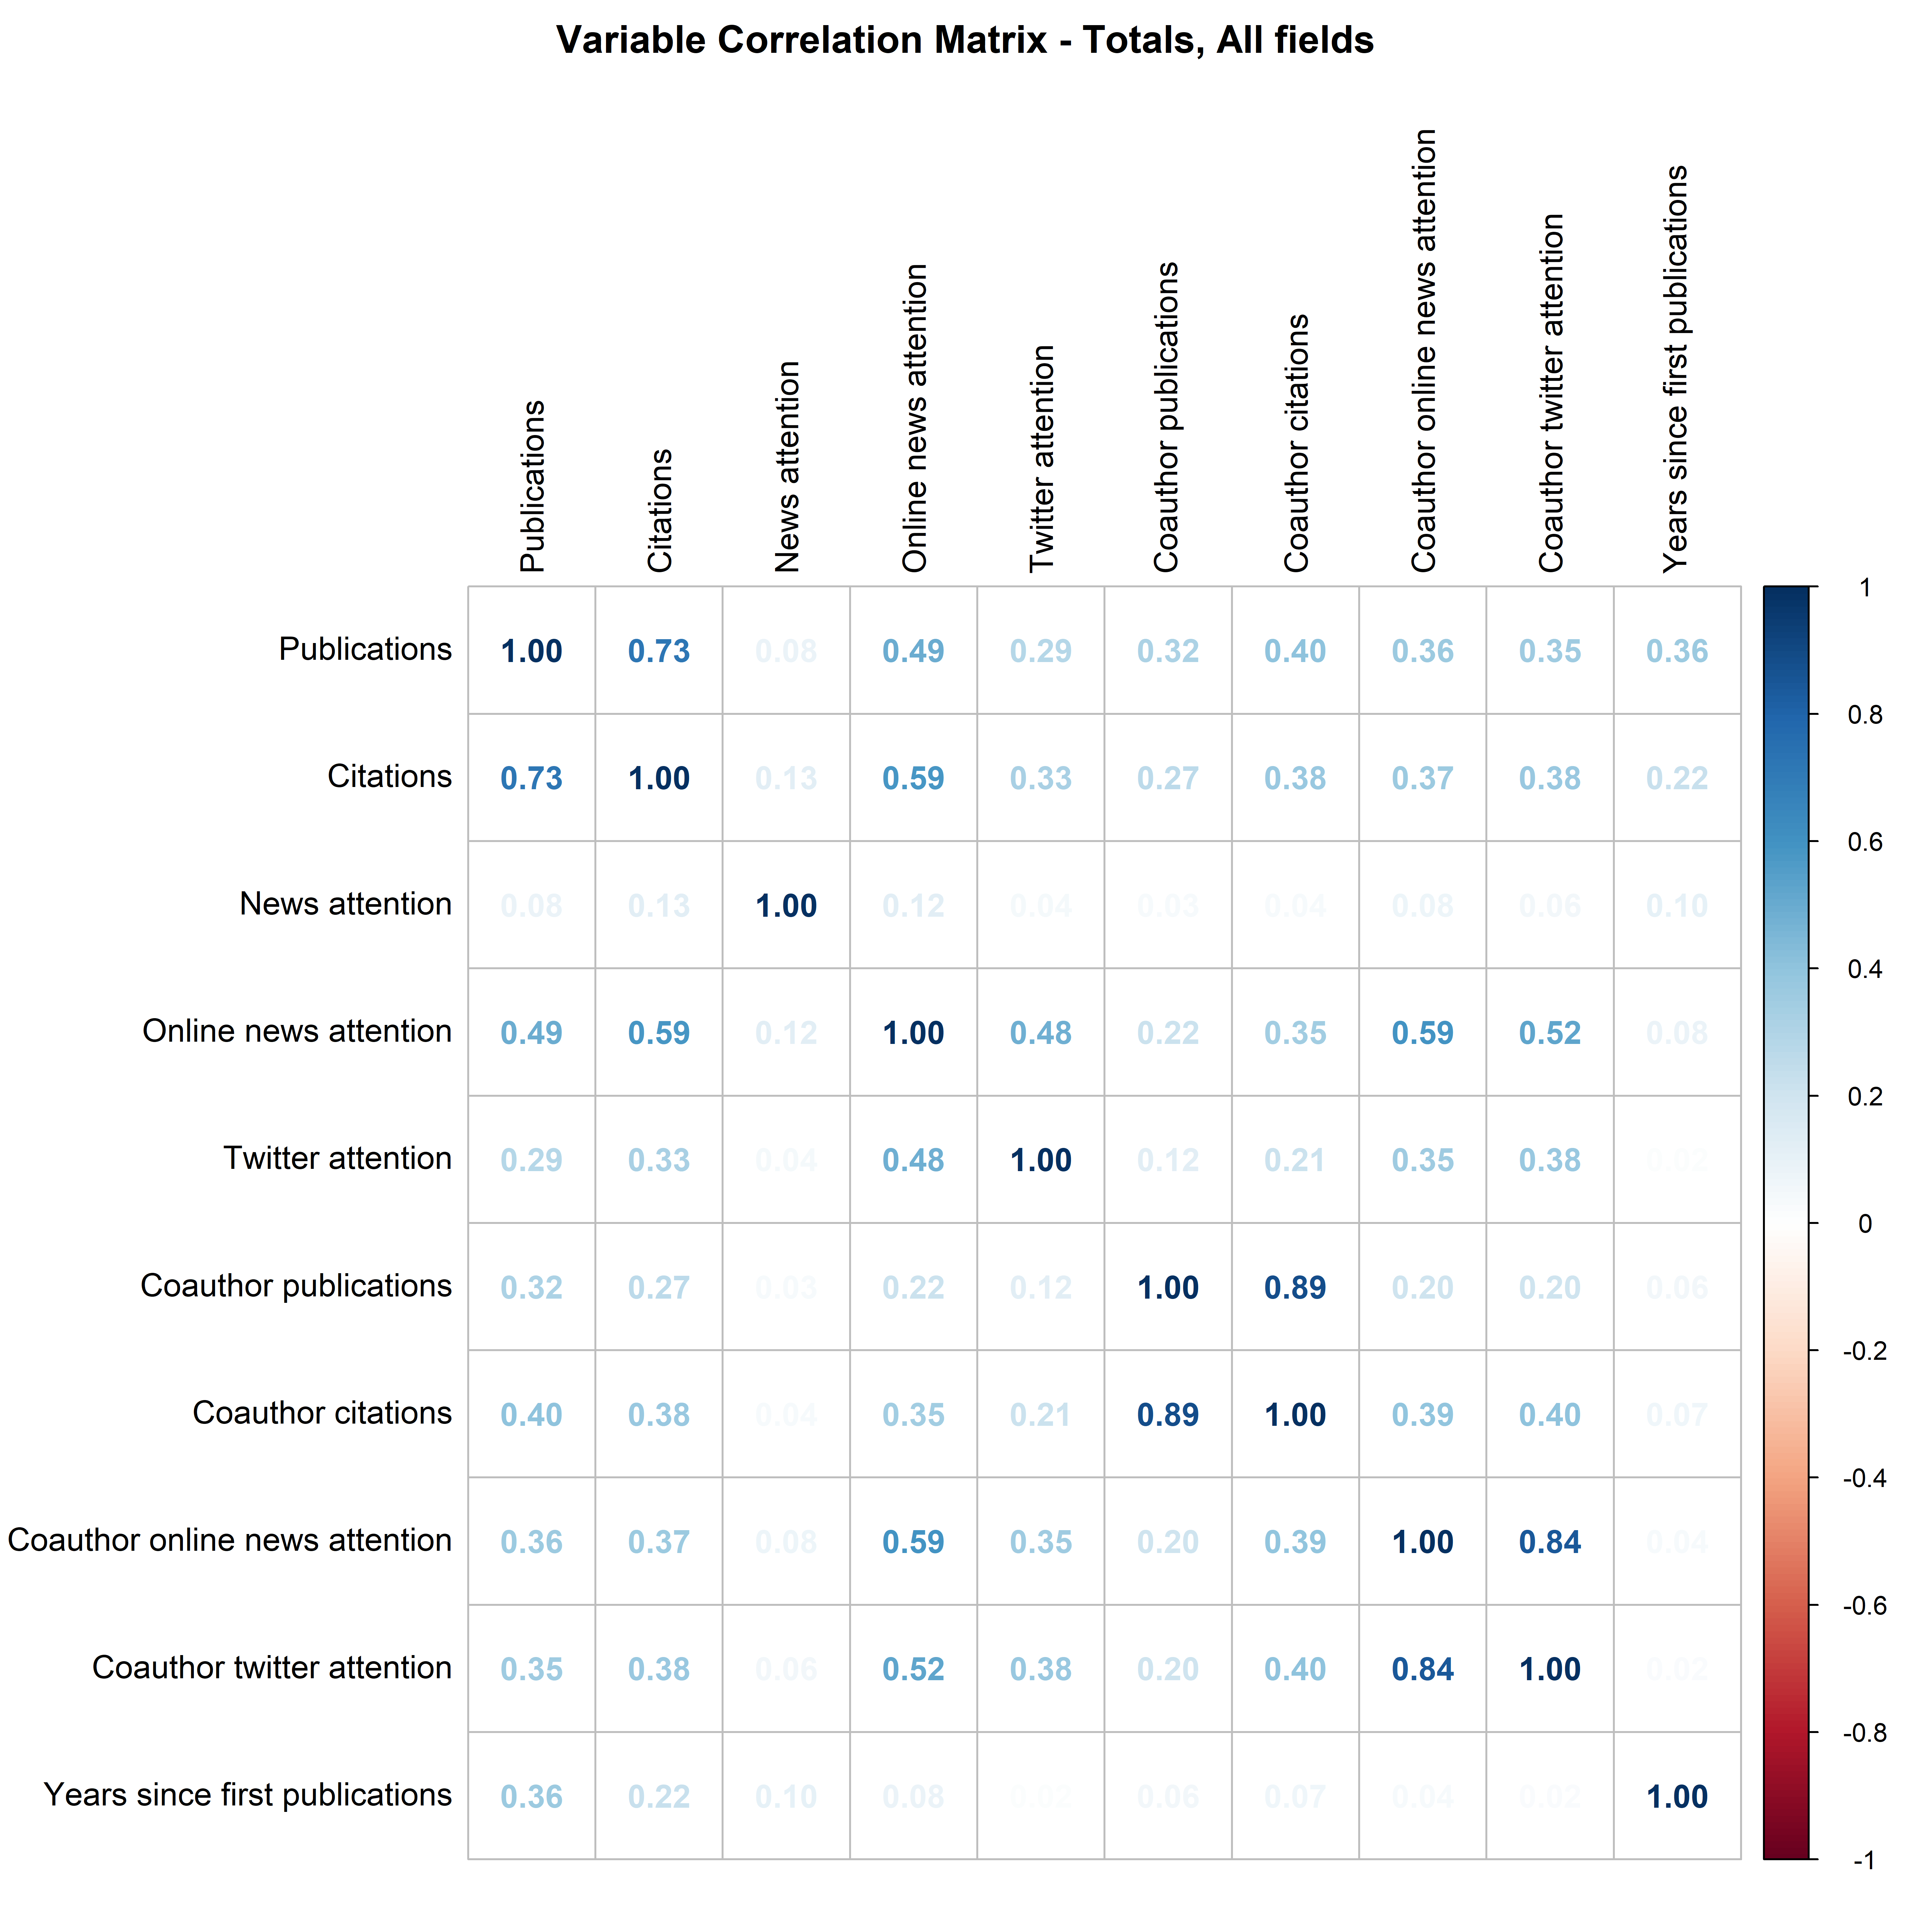 Variable Correlation Matrix - Totals, All fields
Publications
Citations
News attention
Online news attention
Twitter attention
Coauthor publications
Coauthor citations
Coauthor online news attention
Coauthor twitter attention
Years since first publications
Publications 1.00 0.73 0.08 0.49 0.29 0.32 0.40 0.36 0.35 0.36
Citations 0.73 1.00 0.13 0.59 0.33 0.27 0.38 0.37 0.38 0.22
News attention 0.08 0.13 1.00 0.12 0.04 0.03 0.04 0.08 0.06 0.10
Online news attention 0.49 0.59 0.12 1.00 0.48 0.22 0.35 0.59 0.52 0.08
Twitter attention 0.29 0.33 0.04 0.48 1.00 0.12 0.21 0.35 0.38 0.02
Coauthor publications 0.32 0.27 0.03 0.22 0.12 1.00 0.89 0.20 0.20 0.06
Coauthor citations 0.40 0.38 0.04 0.35 0.21 0.89 1.00 0.39 0.40 0.07
Coauthor online news attention 0.36 0.37 0.08 0.59 0.35 0.20 0.39 1.00 0.84 0.04
Coauthor twitter attention 0.35 0.38 0.06 0.52 0.38 0.20 0.40 0.84 1.00 0.02
Years since first publications 0.36 0.22 0.10 0.08 0.02 0.06 0.07 0.04 0.02 1.00
1
0.8
0.6
0.4
0.2
0
-0.2
-0.4
-0.6
-0.8
-1